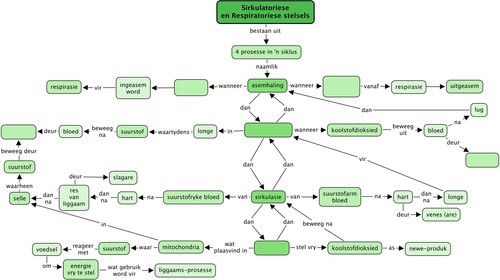 Sirkulatoriese
en Respiratoriese stelsels
bestaan uit
4 prosesse in 'n siklus
naamlik
respirasie vir ingeasem word wanneer asemhaling wanneer vanaf respirasie uitgeasem
dan dan dan lug
deur bloed beweeg na suurstof waartydens longe in wanneer koolstofdioksied beweeg uit bloed na
deur
beweeg deur
suurstof
dan dan vir
waarheen
deur slagare
selle dan na res van liggaam dan na hart na suurstofryke bloed van sirkulasie van suurstofarm bloed na hart dan na longe
deur venes (are)
in dan dan beweeg na
voedsel reageer met suurstof waar mitochondria wat plaasvind in stel vry koolstofdioksied as newe-produk
om energie vry te stel wat gebruik word vir liggaams-prosesse